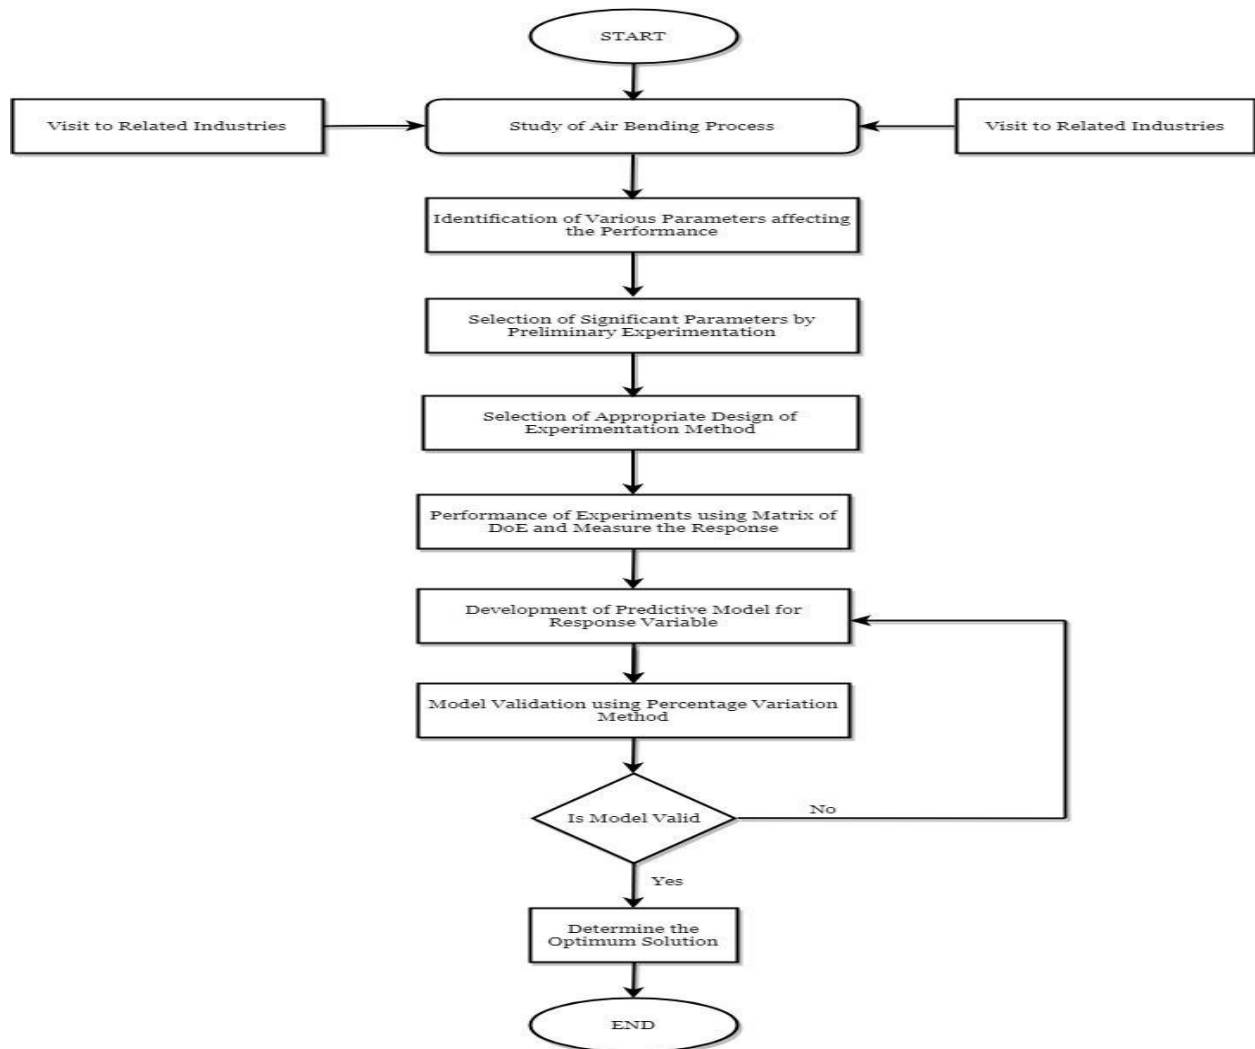 START
Visit to Related Industries
Study of Air Bending Process
Visit to Related Industries
Identification of Various Parameters affecting
the Performance
Selection of Significant Parameters by
Preliminary Experimentation
Selection of Appropriate Design of
Experimentation Method
Performance of Experiments using Matrix of
DoE and Measure the Response
Development of Predictive Model for
Response Variable
Model Validation using Percentage Variation
Method
Is Model Valid
No
Yes
Determine the
Optimum Solution
END